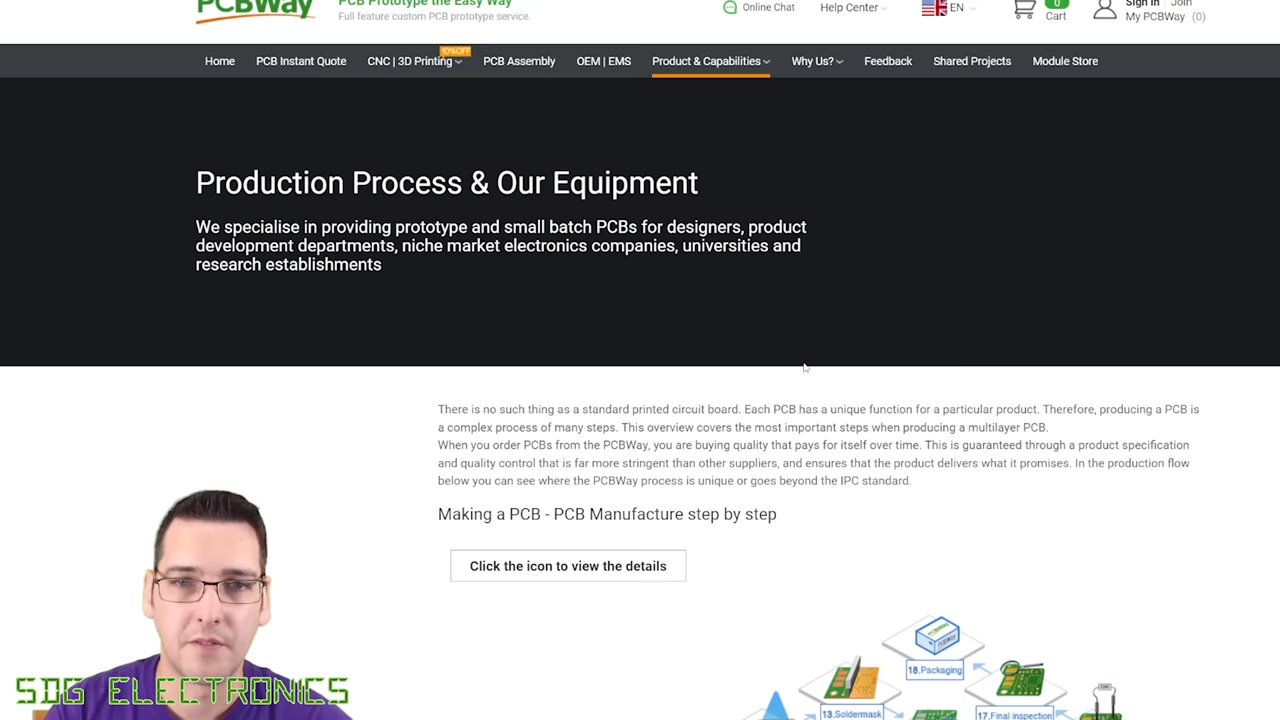 PCBWay
PCB Prototype the Easy Way
Full feature custom PCB prototype service.
Online Chat
Help Center
EN
0
Cart
Sign In
Join
My PCBWay (0)
10%OFF
Home
PCB Instant Quote
CNC | 3D Printing
PCB Assembly
OEM | EMS
Product & Capabilities
Why Us?
Feedback
Shared Projects
Module Store
Production Process & Our Equipment
We specialise in providing prototype and small batch PCBs for designers, product
development departments, niche market electronics companies, universities and
research establishments
There is no such thing as a standard printed circuit board. Each PCB has a unique function for a particular product. Therefore, producing a PCB is
a complex process of many steps. This overview covers the most important steps when producing a multilayer PCB.
When you order PCBs from the PCBWay, you are buying quality that pays for itself over time. This is guaranteed through a product specification
and quality control that is far more stringent than other suppliers, and ensures that the product delivers what it promises. In the production flow
below you can see where the PCBWay process is unique or goes beyond the IPC standard.
Making a PCB - PCB Manufacture step by step
Click the icon to view the details
18.Packaging
13.Soldermask
17.Final inspection
SDG ELECTRONICS